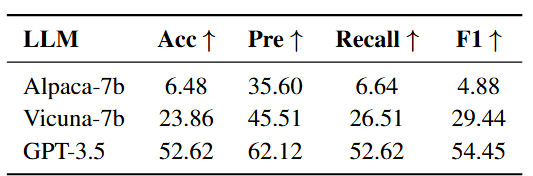 LLM Acc ↑ Pre ↑ Recall ↑ F1 ↑
Alpaca-7b 6.48 35.60 6.64 4.88
Vicuna-7b 23.86 45.51 26.51 29.44
GPT-3.5 52.62 62.12 52.62 54.45